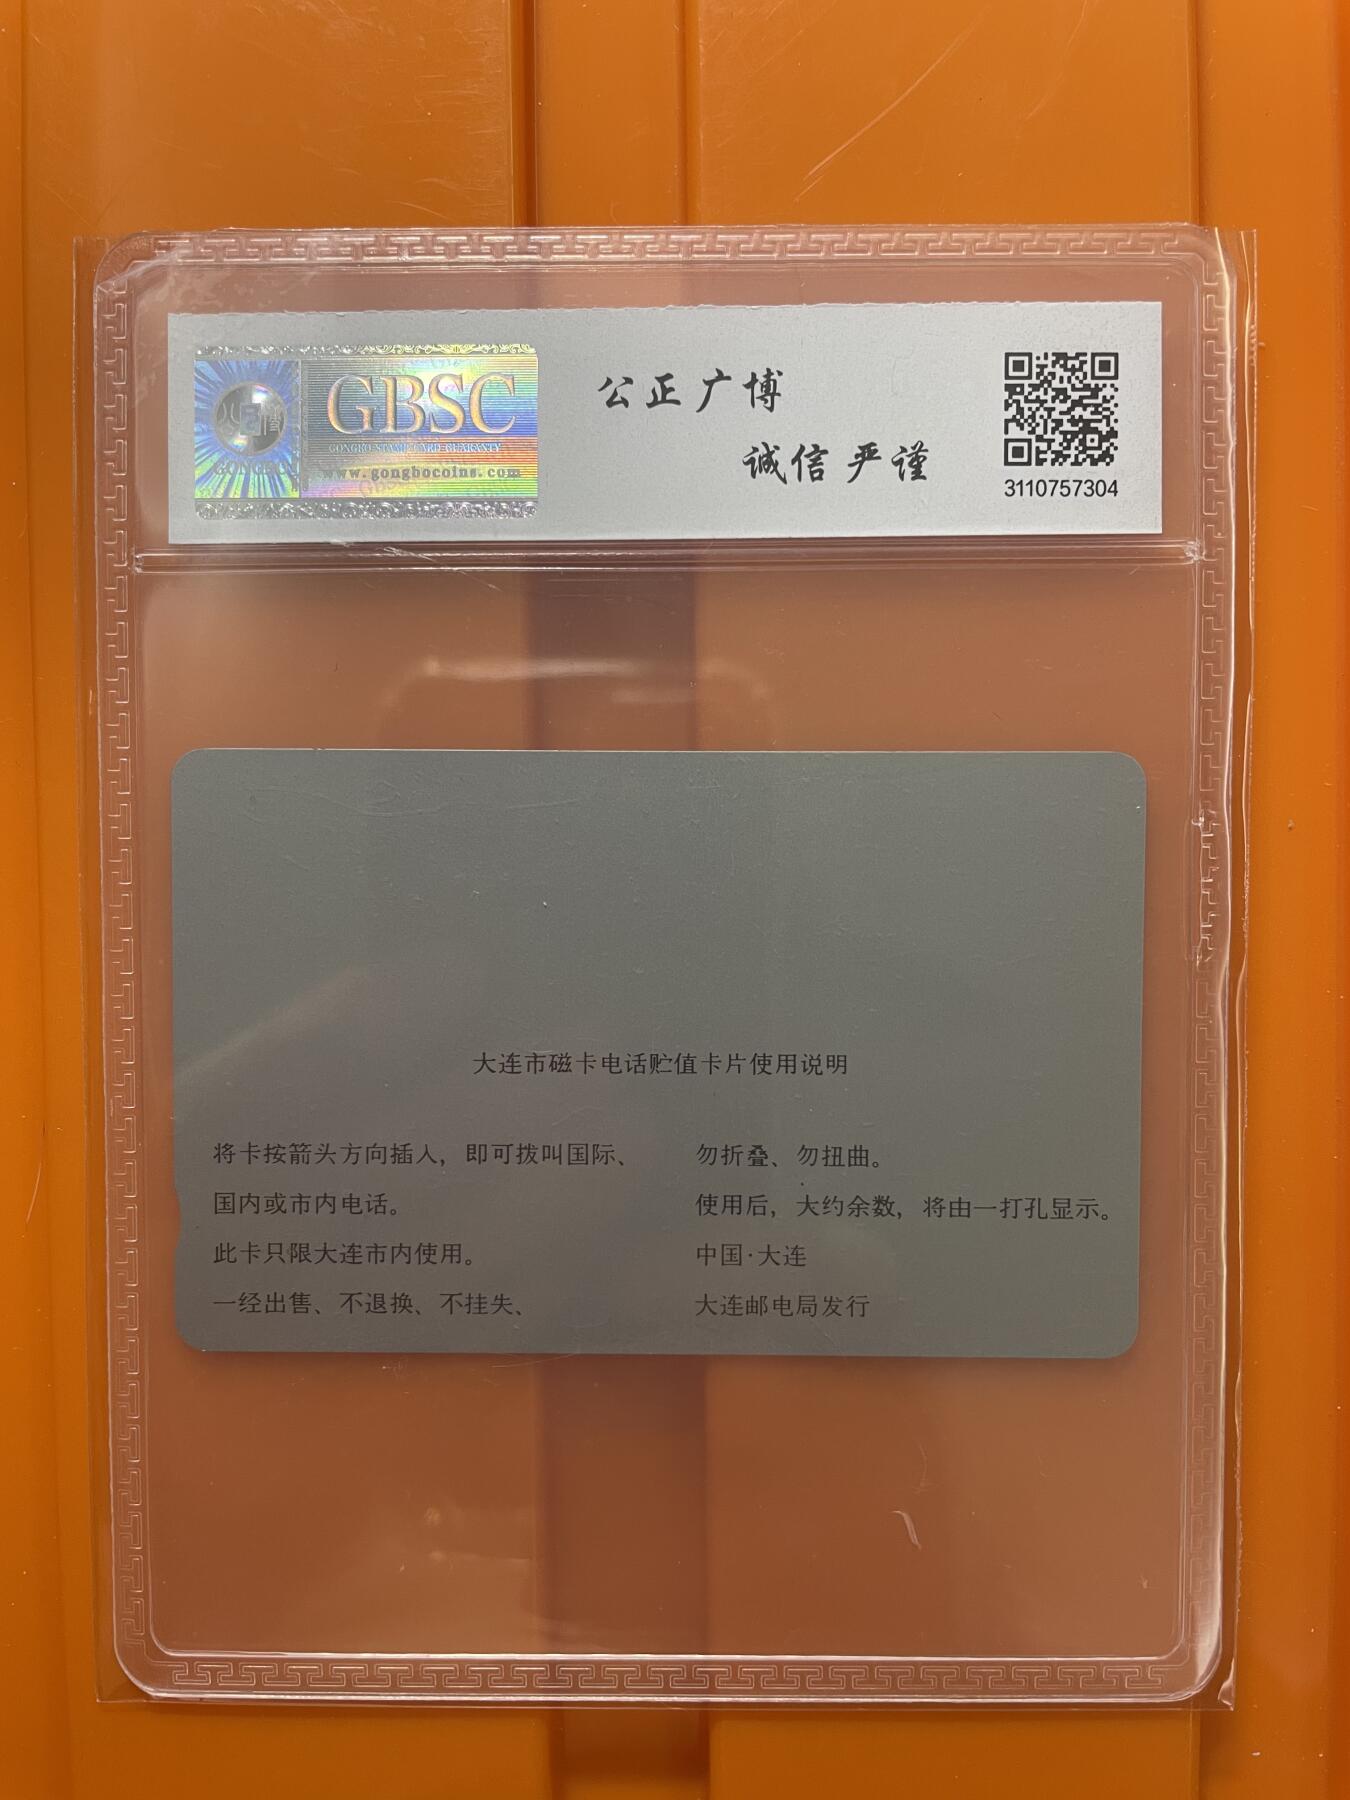 GBSC
GONGBO STAMP CARD GUARANTY
www.gongbocoins.com
GONGBO
公正广博
诚信严谨
3110757304
大连市磁卡电话贮值卡片使用说明
将卡按箭头方向插入，即可拨叫国际、
国内或市内电话。
此卡只限大连市内使用。
一经出售、不退换、不挂失、
勿折叠、勿扭曲。
使用后，大约余数，将由一打孔显示。
中国·大连
大连邮电局发行